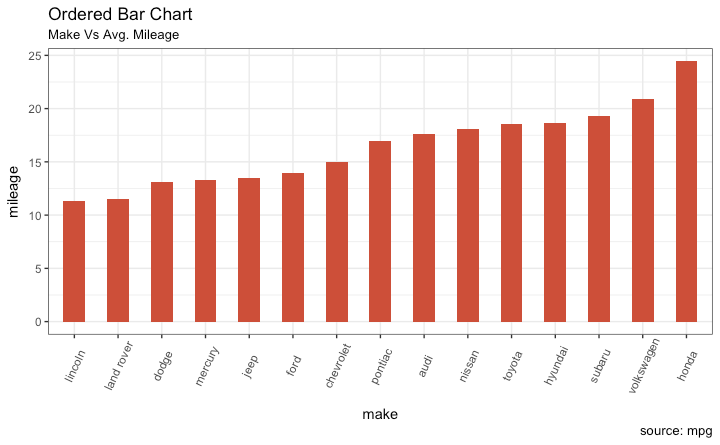 Ordered Bar Chart
Make Vs Avg. Mileage
25
20
15
10
5
0
mileage
lincoln
land rover
dodge
mercury
jeep
ford
chevrolet
pontiac
audi
nissan
toyota
hyundai
subaru
volkswagen
honda
make
source: mpg